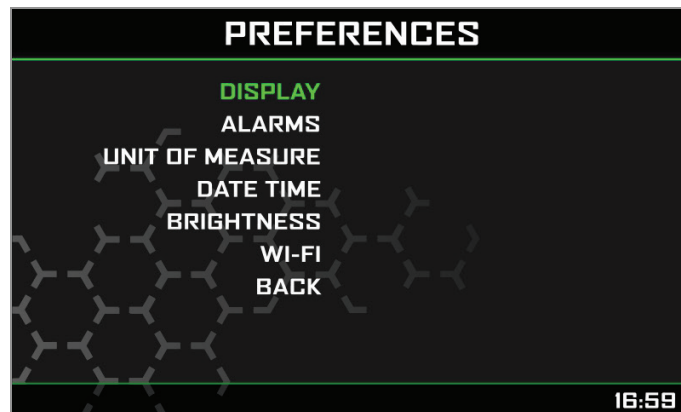 PREFERENCES
DISPLAY
ALARMS
UNIT OF MEASURE
DATE TIME
BRIGHTNESS
WI-FI
BACK
16:59